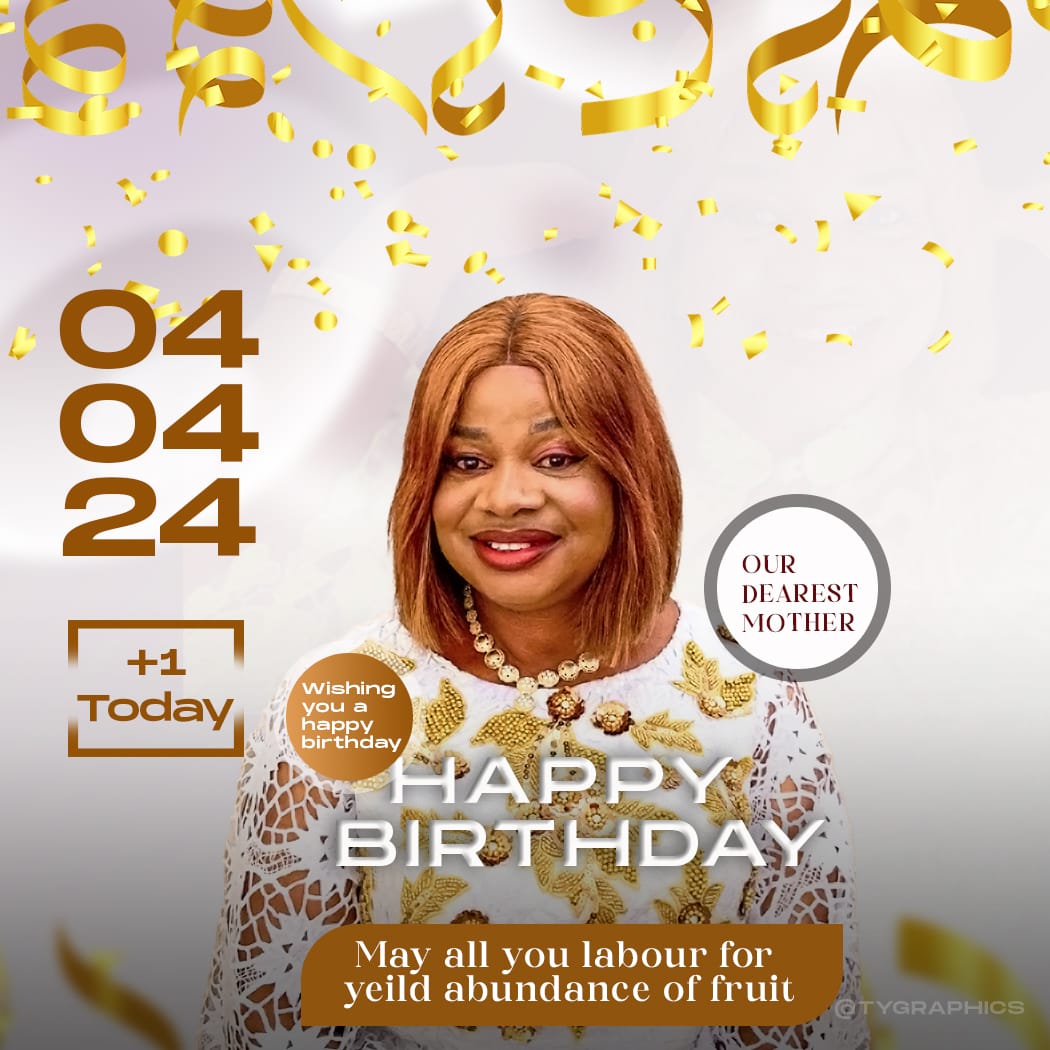 04
04
24
+1
Today
OUR
DEAREST
MOTHER
Wishing
you a
happy
birthday
HAPPY
BIRTHDAY
May all you labour for
yeild abundance of fruit
@TYGRAPHICS